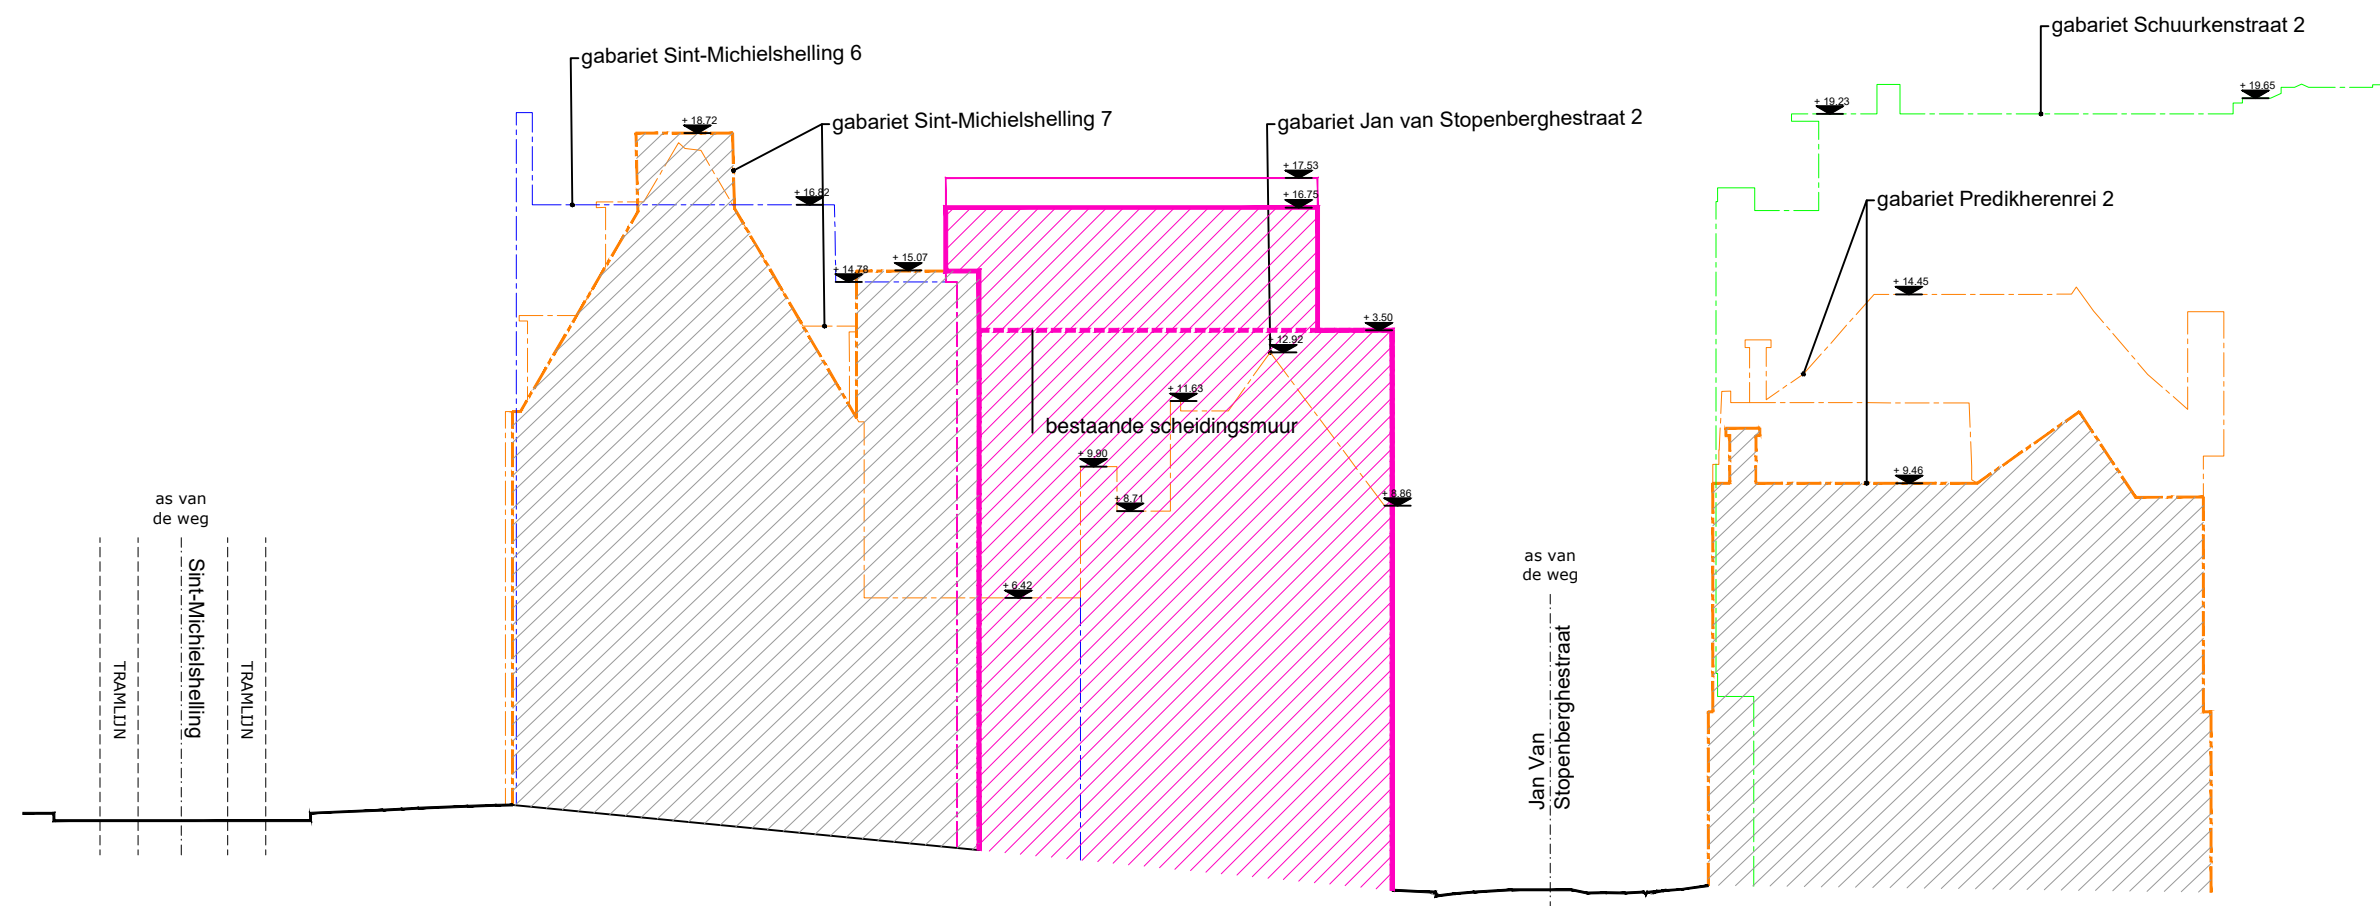 gabariet Schuurkenstraat 2
gabariet Sint-Michielshelling 6
+ 19.65
+ 19.23
gabariet Sint-Michielshelling 7
gabariet Jan van Stopenberghestraat 2
+ 18.72
+ 17.53
+ 16.82
+ 16.75
gabariet Predikherenrei 2
+ 15.07
+ 14.78
+ 14.45
+ 3.50
+ 12.92
+ 11.63
bestaande scheidingsmuur
+ 9.90
+ 9.46
+ 8.71
+ 8.86
as van
de weg
Sint-Michielshelling
TRAMLIJN
TRAMLIJN
+ 6.42
as van
de weg
Jan Van
Stopenberghestraat